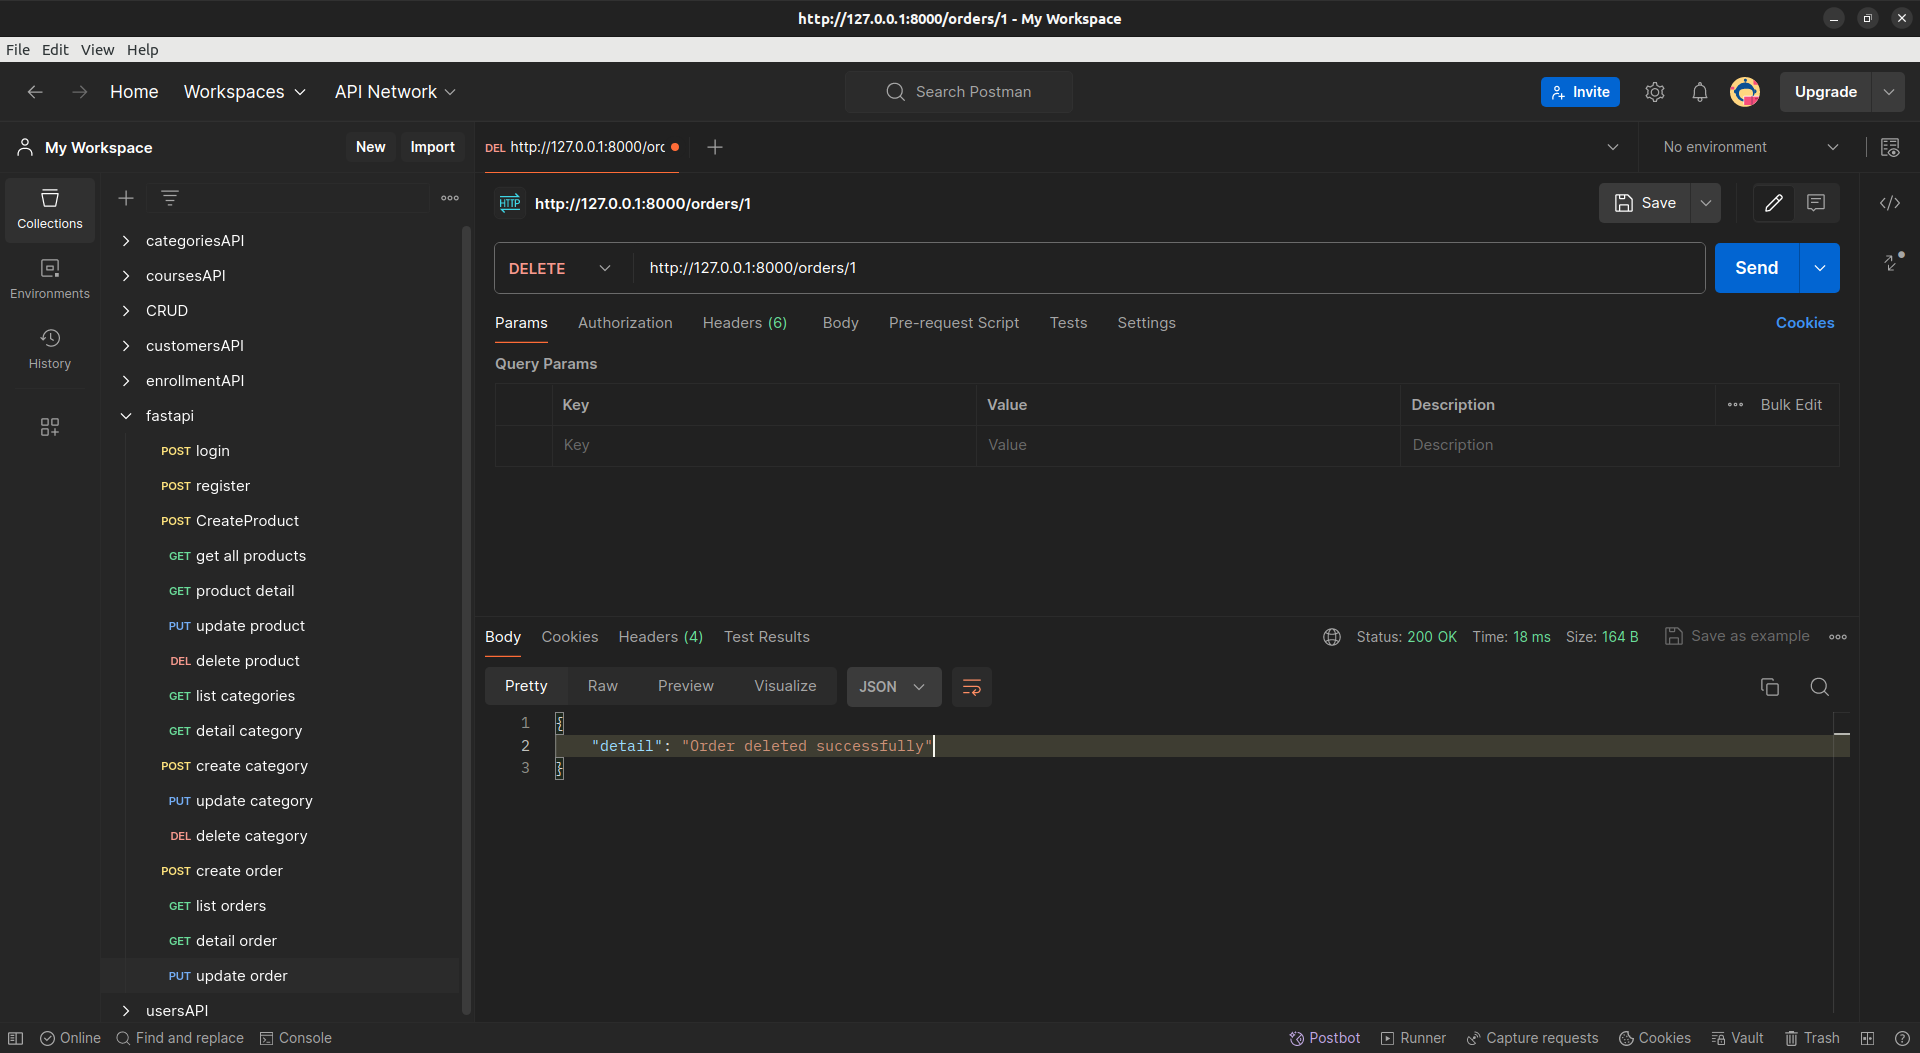 http://127.0.0.1:8000/orders/1 - My Workspace
File Edit View Help
Home Workspaces API Network Search Postman Invite Upgrade
My Workspace New Import
DEL http://127.0.0.1:8000/orc No environment
Collections
Environments
History
categoriesAPI
coursesAPI
CRUD
customersAPI
enrollmentAPI
fastapi
POST login
POST register
POST CreateProduct
GET get all products
GET product detail
PUT update product
DEL delete product
GET list categories
GET detail category
POST create category
PUT update category
DEL delete category
POST create order
GET list orders
GET detail order
PUT update order
usersAPI
HTTP http://127.0.0.1:8000/orders/1 Save
DELETE http://127.0.0.1:8000/orders/1 Send
Params Authorization Headers (6) Body Pre-request Script Tests Settings Cookies
Query Params
Key Value Description Bulk Edit
Key Value Description
Body Cookies Headers (4) Test Results Status: 200 OK Time: 18 ms Size: 164 B Save as example
Pretty Raw Preview Visualize JSON
1 {
2 "detail": "Order deleted successfully"
3 }
Online Find and replace Console Postbot Runner Capture requests Cookies Vault Trash